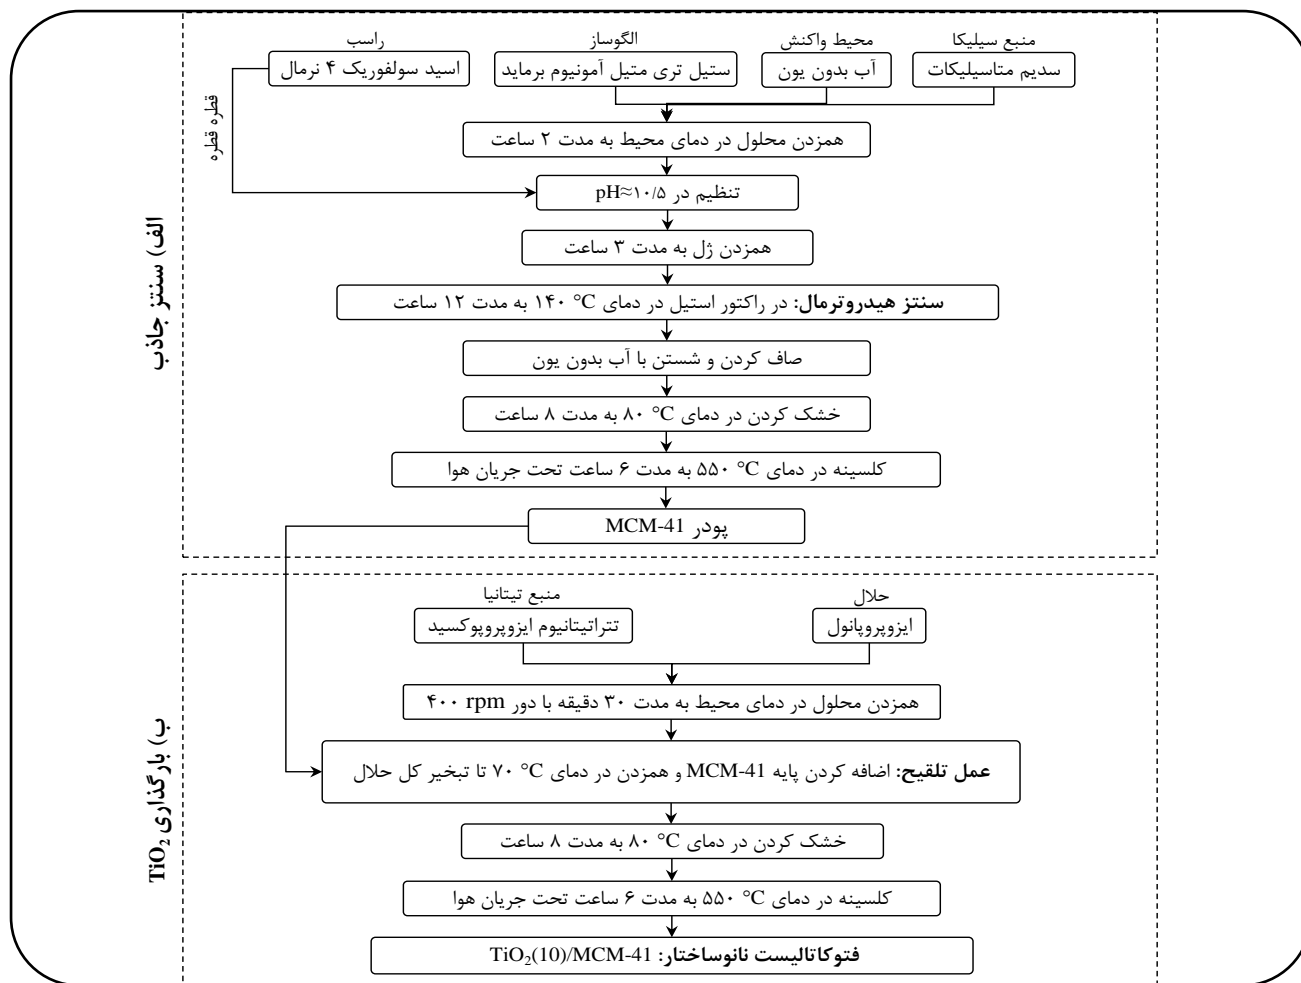 منبع سیلیکا
محیط واکنش
الگوساز
راسب
سدیم متاسیلیکات
آب بدون یون
ستیل تری متیل آمونیوم برماید
اسید سولفوریک ۴ نرمال
قطره قطره
همزدن محلول در دمای محیط به مدت ۲ ساعت
تنظیم در pH≈۱۰/۵
همزدن ژل به مدت ۳ ساعت
سنتز هیدروترمال: در راکتور استیل در دمای ۱۴۰ °C به مدت ۱۲ ساعت
صاف کردن و شستن با آب بدون یون
خشک کردن در دمای ۸۰ °C به مدت ۸ ساعت
کلسینه در دمای ۵۵۰ °C به مدت ۶ ساعت تحت جریان هوا
پودر MCM-41
الف) سنتز جاذب
حلال
منبع تیتانیا
ایزوپروپانول
تتراتیتانیوم ایزوپروپوکسید
همزدن محلول در دمای محیط به مدت ۳۰ دقیقه با دور ۴۰۰ rpm
عمل تلقیح: اضافه کردن پایه MCM-41 و همزدن در دمای ۷۰ °C تا تبخیر کل حلال
خشک کردن در دمای ۸۰ °C به مدت ۸ ساعت
کلسینه در دمای ۵۵۰ °C به مدت ۶ ساعت تحت جریان هوا
فتوکاتالیست نانوساختار: TiO₂(10)/MCM-41
ب) بارگذاری TiO₂